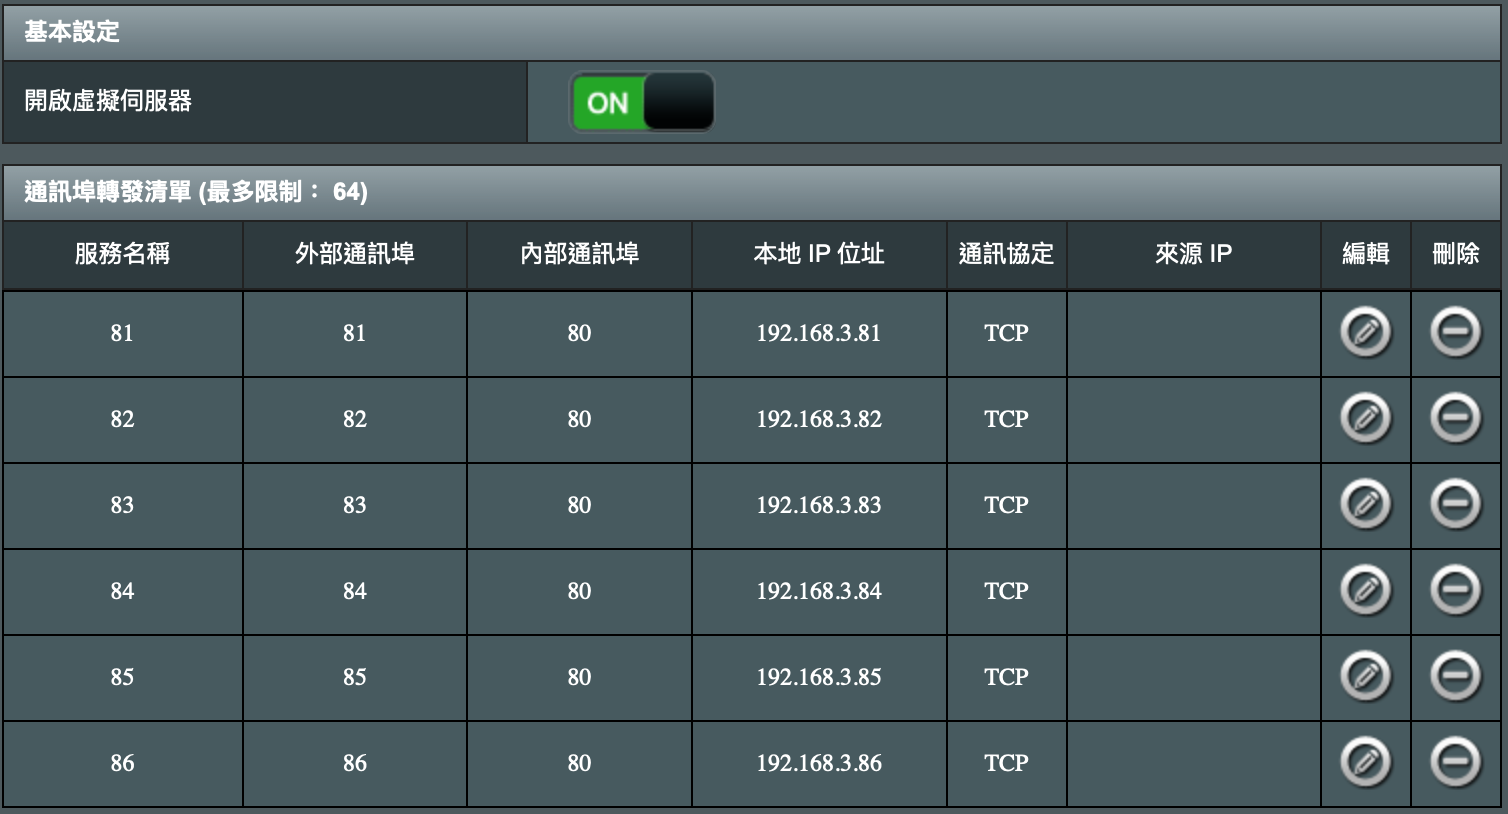 基本設定
開啟虛擬伺服器 ON
通訊埠轉發清單 (最多限制： 64)
服務名稱 外部通訊埠 內部通訊埠 本地 IP 位址 通訊協定 來源 IP 編輯 刪除
81 81 80 192.168.3.81 TCP
82 82 80 192.168.3.82 TCP
83 83 80 192.168.3.83 TCP
84 84 80 192.168.3.84 TCP
85 85 80 192.168.3.85 TCP
86 86 80 192.168.3.86 TCP